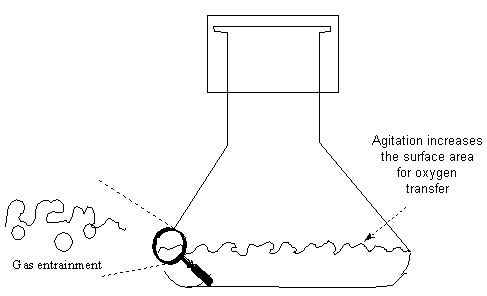 Agitation increases
the surface area
for oxygen
transfer
Gas entrainment